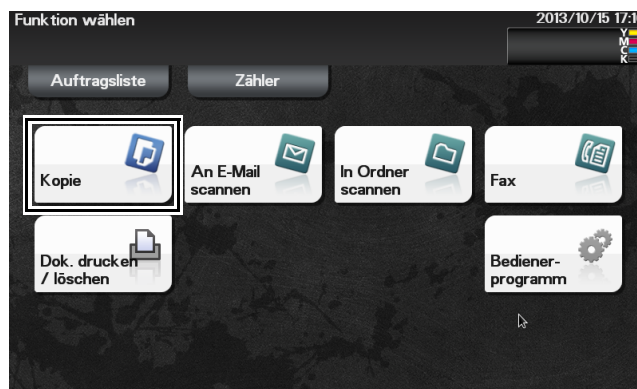 Funktion wählen
2013/10/15 17:1
Y
M
C
K
Auftragsliste
Zähler
Kopie
An E-Mail
scannen
In Ordner
scannen
Fax
Dok. drucken
/ löschen
Bediener-
programm